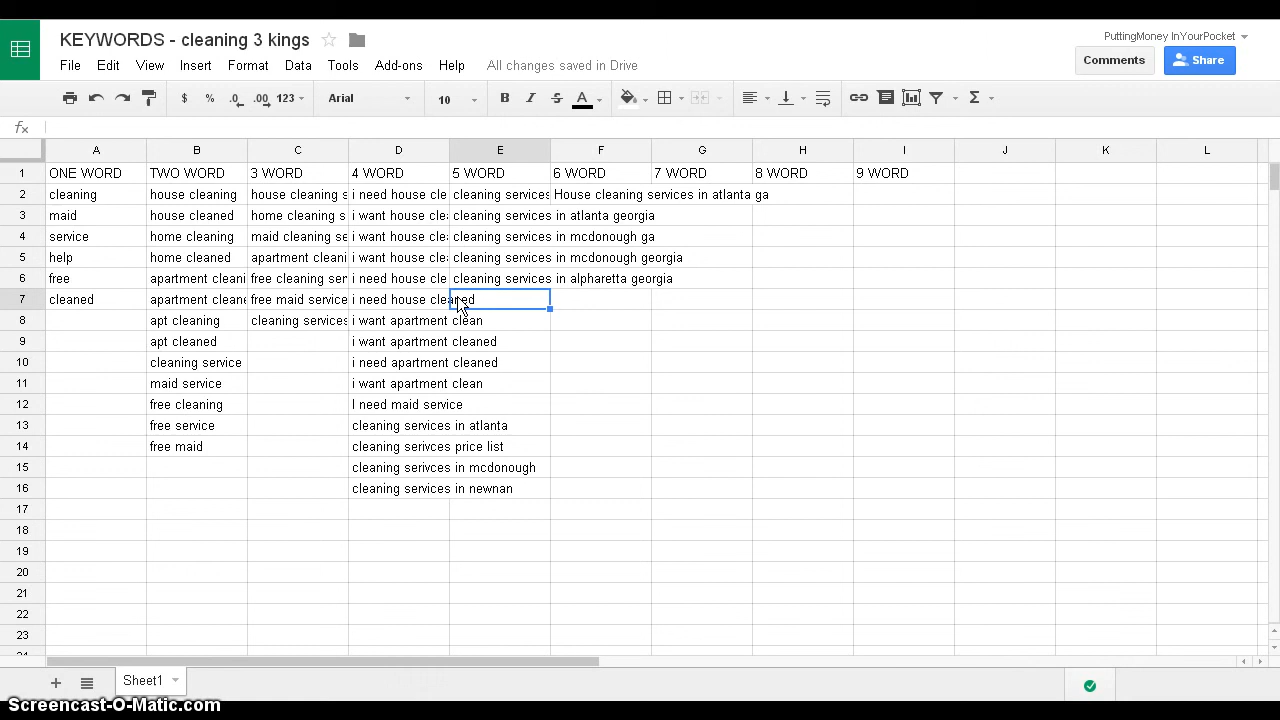 KEYWORDS - cleaning 3 kings
PuttingMoney InYourPocket
File Edit View Insert Format Data Tools Add-ons Help All changes saved in Drive
Comments Share
$ % .0 .00 123 Arial 10 B I S A Σ
fx
A B C D E F G H I J K L
1 ONE WORD TWO WORD 3 WORD 4 WORD 5 WORD 6 WORD 7 WORD 8 WORD 9 WORD
2 cleaning house cleaning house cleaning s i need house cle cleaning services House cleaning services in atlanta ga
3 maid house cleaned home cleaning s i want house cle cleaning services in atlanta georgia
4 service home cleaning maid cleaning se i want house cle cleaning services in mcdonough ga
5 help home cleaned apartment cleani i want house cle cleaning services in mcdonough georgia
6 free apartment cleani free cleaning ser i need house cle cleaning services in alpharetta georgia
7 cleaned apartment cleane free maid service i need house cleaned
8 apt cleaning cleaning services i want apartment clean
9 apt cleaned i want apartment cleaned
10 cleaning service i need apartment cleaned
11 maid service i want apartment clean
12 free cleaning I need maid service
13 free service cleaning services in atlanta
14 free maid cleaning serivces price list
15 cleaning serivces in mcdonough
16 cleaning services in newnan
17
18
19
20
21
22
23
Sheet1
Screencast-O-Matic.com